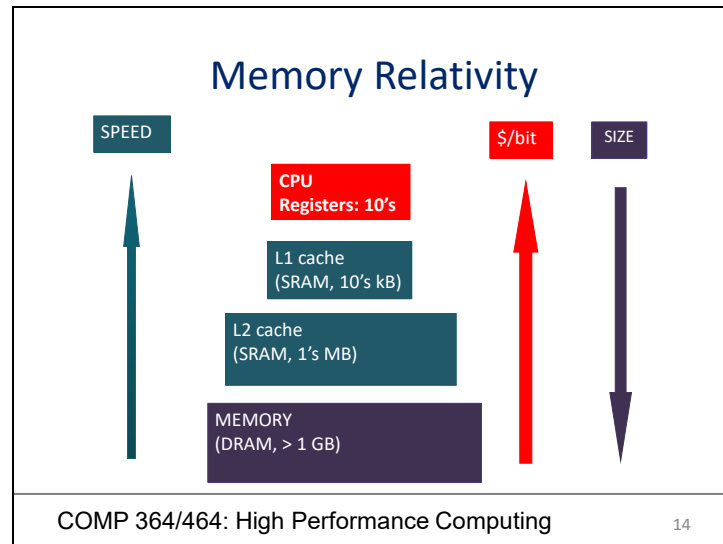 Memory Relativity
SPEED
$/bit
SIZE
CPU
Registers: 10’s
L1 cache
(SRAM, 10’s kB)
L2 cache
(SRAM, 1’s MB)
MEMORY
(DRAM, > 1 GB)
COMP 364/464: High Performance Computing
14